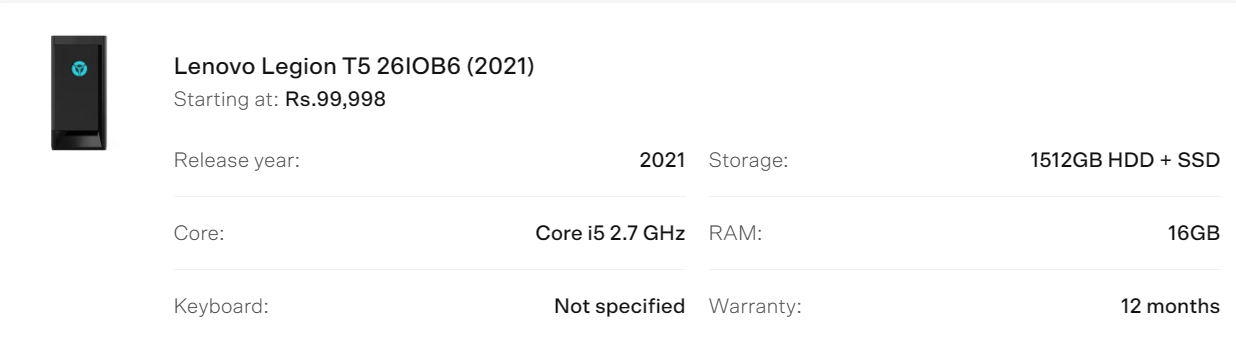 Lenovo Legion T5 26IOB6 (2021)
Starting at: Rs.99,998
Release year: 2021 Storage: 1512GB HDD + SSD
Core: Core i5 2.7 GHz RAM: 16GB
Keyboard: Not specified Warranty: 12 months